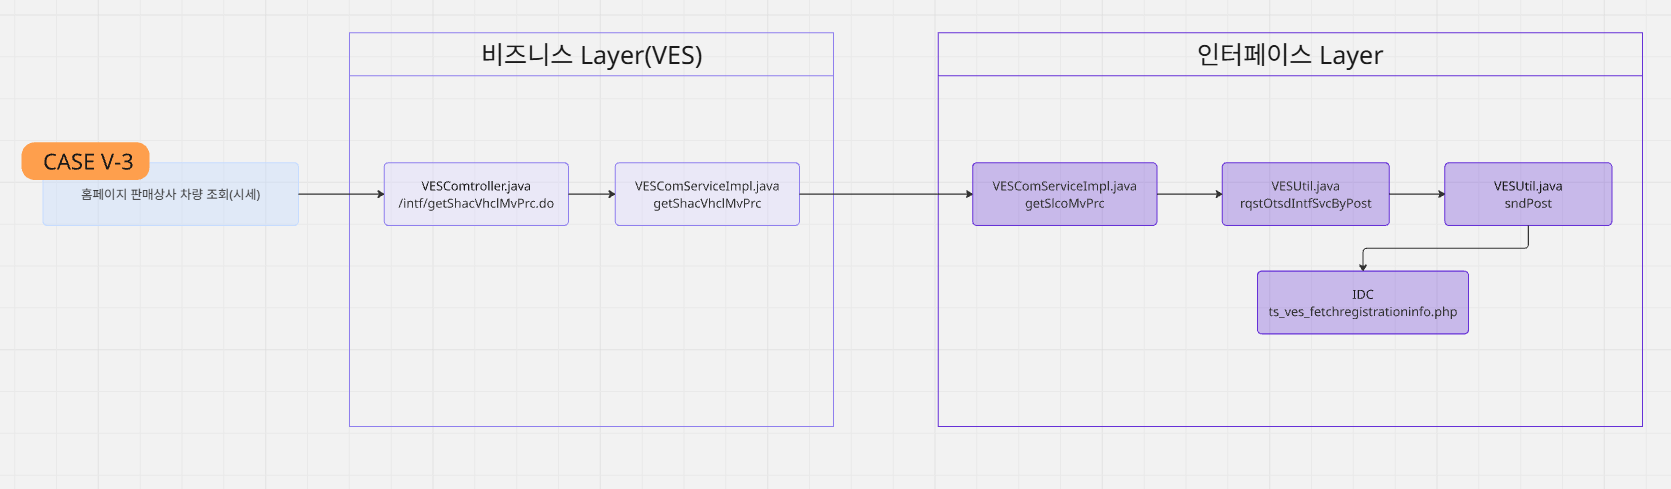 비즈니스 Layer(VES)
인터페이스 Layer
CASE V-3
홈페이지 판매상사 차량 조회(시세)
VESComtroller.java
/intf/getShacVhclMvPrc.do
VESComServiceImpl.java
getShacVhclMvPrc
VESComServiceImpl.java
getSlcoMvPrc
VESUtil.java
rqstOtsdIntfSvcByPost
VESUtil.java
sndPost
IDC
ts_ves_fetchregistrationinfo.php